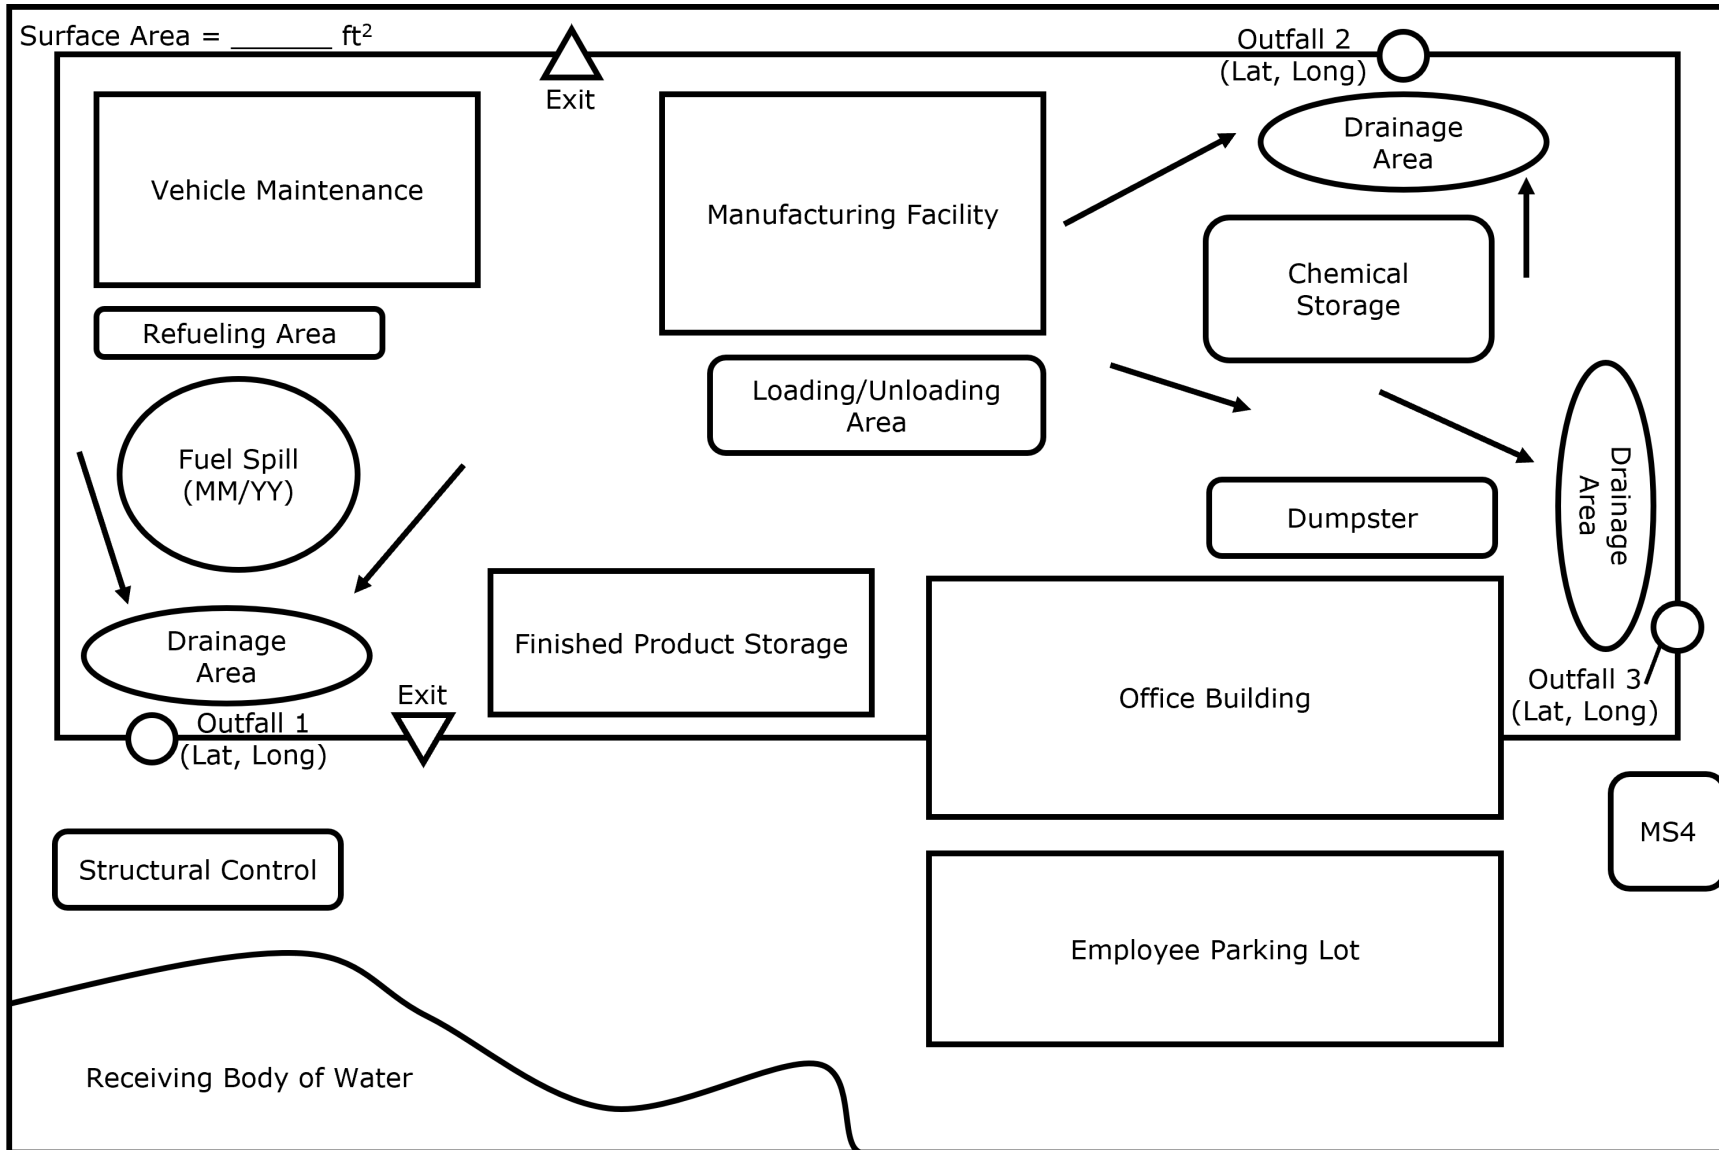 Surface Area = ______ ft²
Outfall 2
(Lat, Long)
Exit
Drainage
Area
Vehicle Maintenance
Manufacturing Facility
Chemical
Storage
Refueling Area
Loading/Unloading
Area
Fuel Spill
(MM/YY)
Drainage
Area
Dumpster
Drainage
Area
Finished Product Storage
Office Building
Exit
Outfall 1
(Lat, Long)
Outfall 3
(Lat, Long)
MS4
Structural Control
Employee Parking Lot
Receiving Body of Water